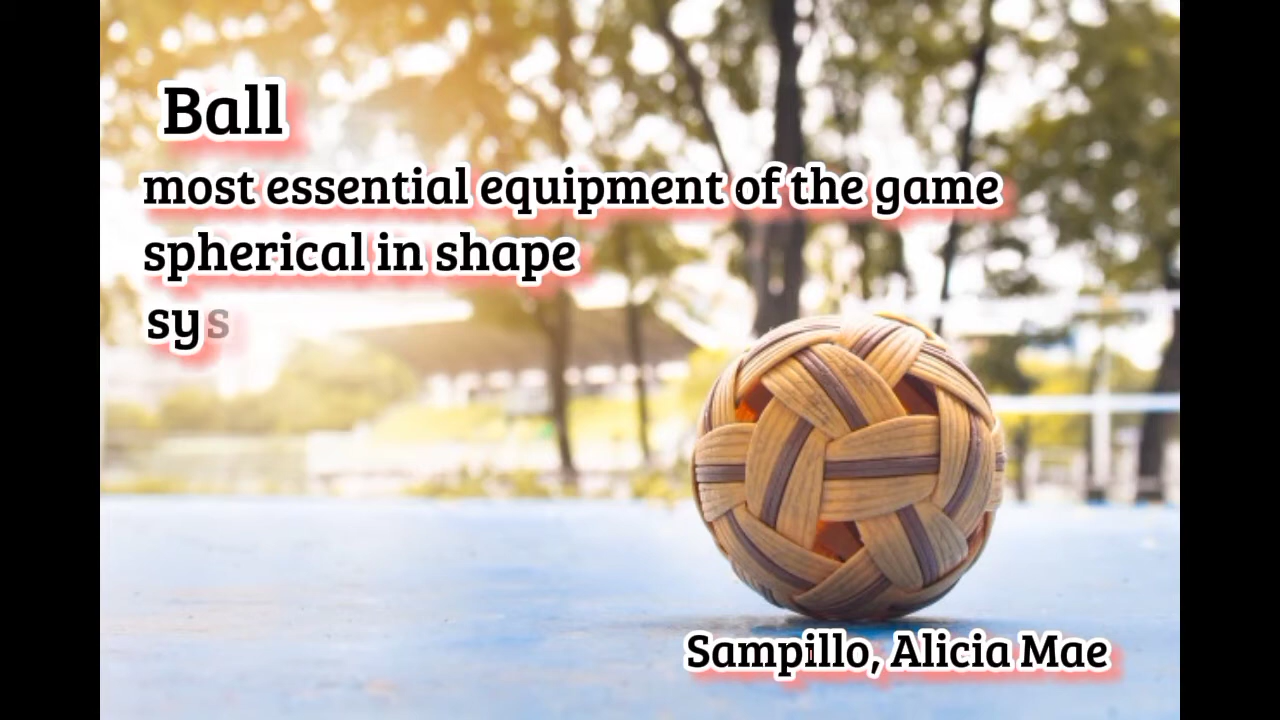 Ball
most essential equipment of the game
spherical in shape
sys
Sampillo, Alicia Mae